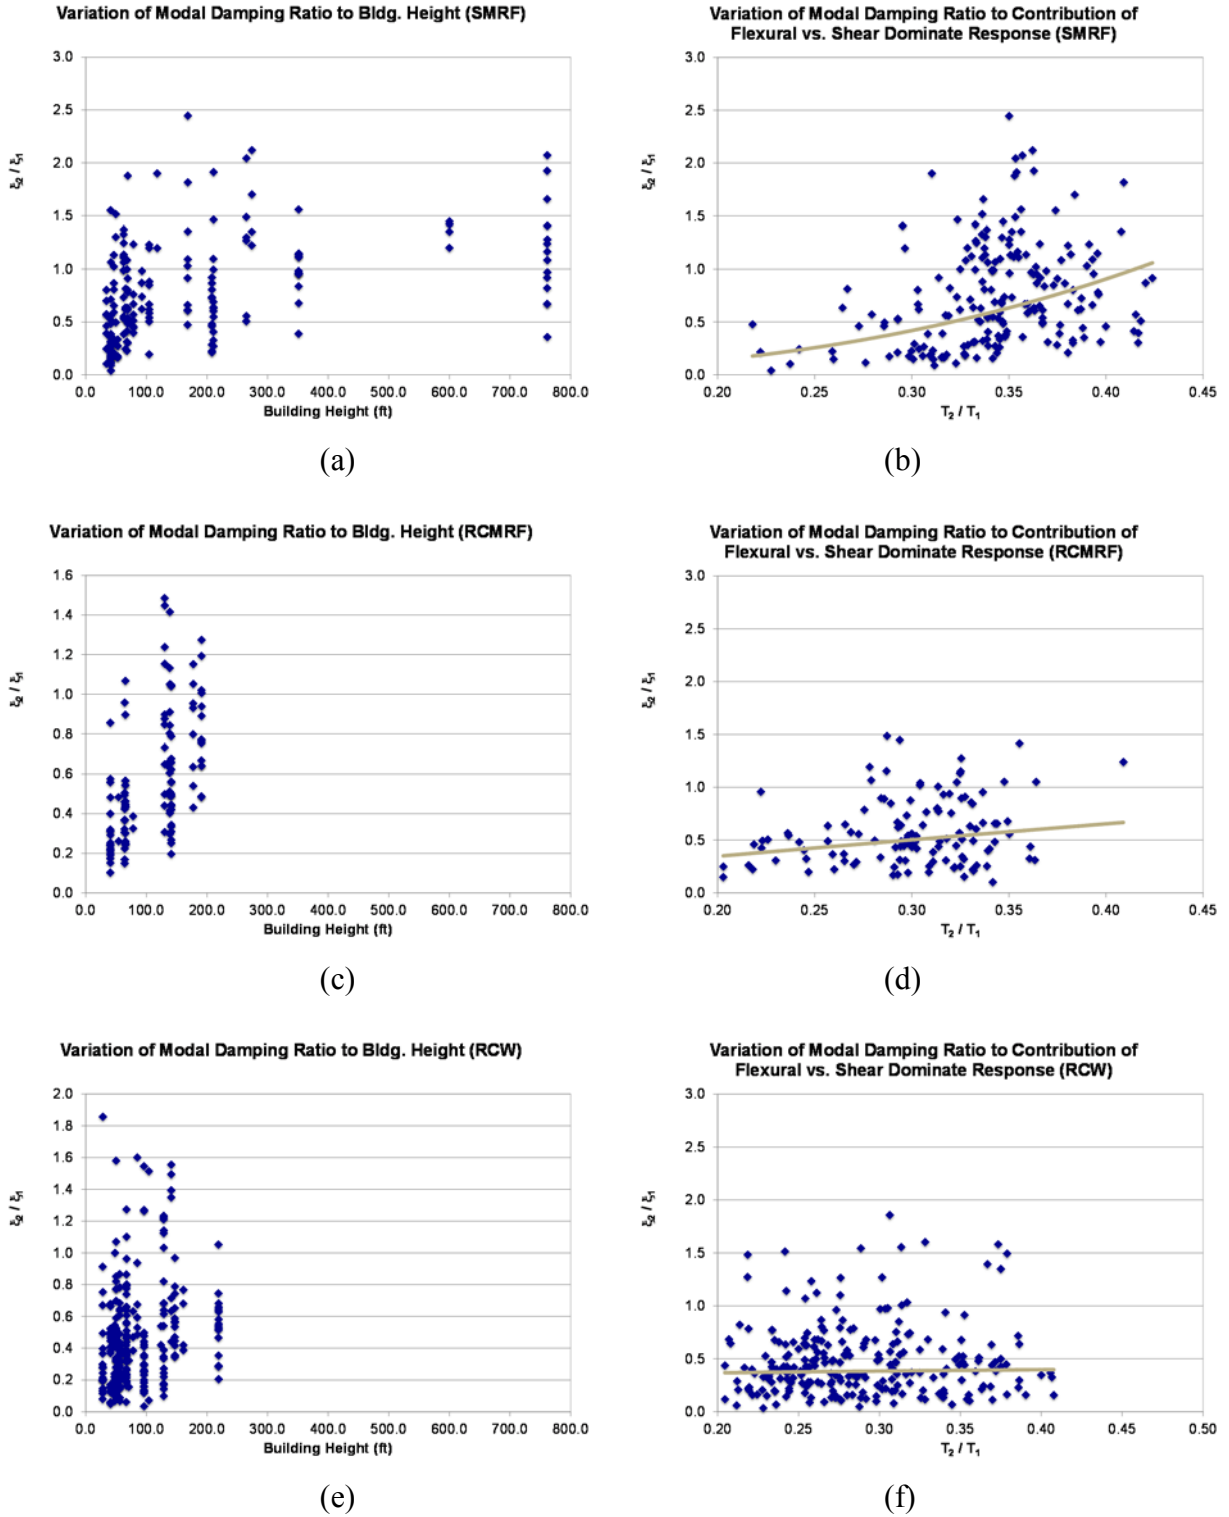 Variation of Modal Damping Ratio to Bldg. Height (SMRF)
3.0
2.5
2.0
1.5
1.0
0.5
0.0
ξ2 / ξ1
0.0 100.0 200.0 300.0 400.0 500.0 600.0 700.0 800.0
Building Height (ft)
(a)
Variation of Modal Damping Ratio to Contribution of
Flexural vs. Shear Dominate Response (SMRF)
3.0
2.5
2.0
1.5
1.0
0.5
0.0
ξ2 / ξ1
0.20 0.25 0.30 0.35 0.40 0.45
T2 / T1
(b)
Variation of Modal Damping Ratio to Bldg. Height (RCMRF)
1.6
1.4
1.2
1.0
0.8
0.6
0.4
0.2
0.0
ξ2 / ξ1
0.0 100.0 200.0 300.0 400.0 500.0 600.0 700.0 800.0
Building Height (ft)
(c)
Variation of Modal Damping Ratio to Contribution of
Flexural vs. Shear Dominate Response (RCMRF)
3.0
2.5
2.0
1.5
1.0
0.5
0.0
ξ2 / ξ1
0.20 0.25 0.30 0.35 0.40 0.45
T2 / T1
(d)
Variation of Modal Damping Ratio to Bldg. Height (RCW)
2.0
1.8
1.6
1.4
1.2
1.0
0.8
0.6
0.4
0.2
0.0
ξ2 / ξ1
0.0 100.0 200.0 300.0 400.0 500.0 600.0 700.0 800.0
Building Height (ft)
(e)
Variation of Modal Damping Ratio to Contribution of
Flexural vs. Shear Dominate Response (RCW)
3.0
2.5
2.0
1.5
1.0
0.5
0.0
ξ2 / ξ1
0.20 0.25 0.30 0.35 0.40 0.45 0.50
T2 / T1
(f)